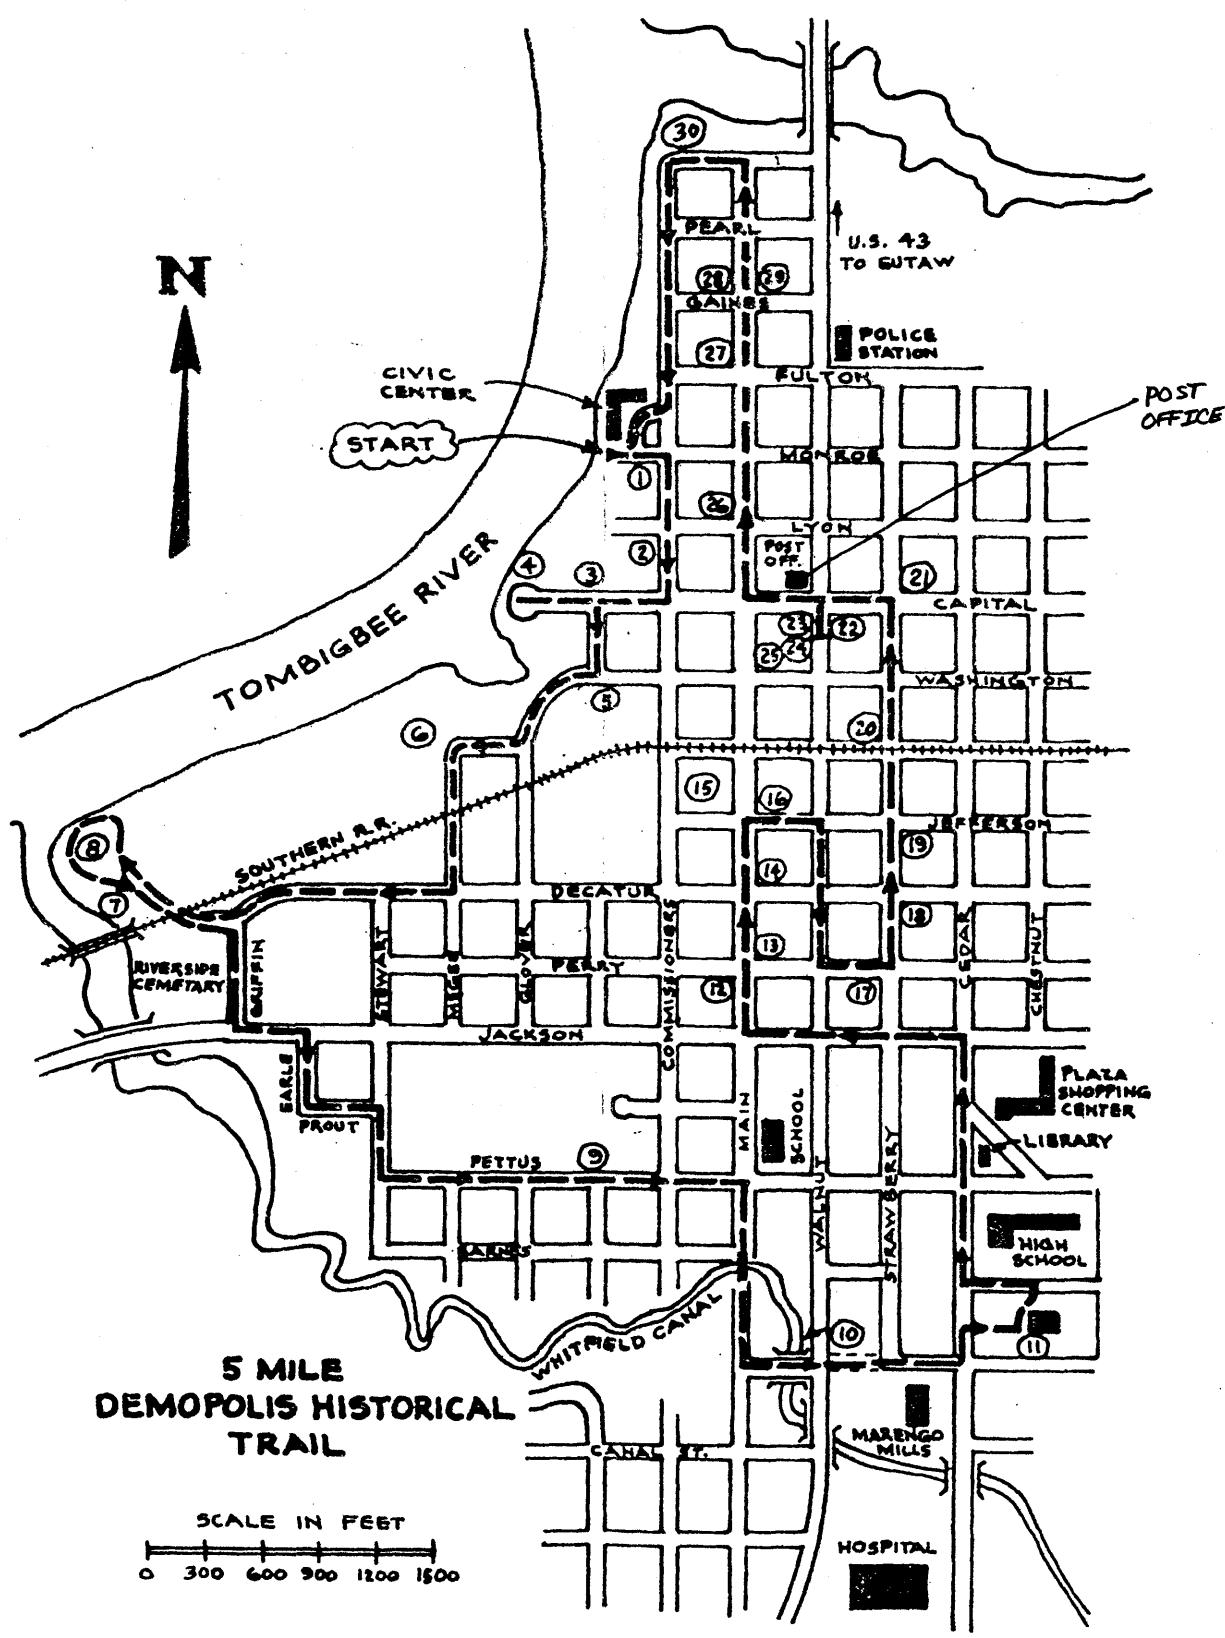 30
PEARL
U.S. 43
TO EUTAW
N
28
29
GAINES
POLICE
STATION
27
FULTON
CIVIC
CENTER
POST
OFFICE
START
MONROE
1
26
LYON
2
POST
OFF.
4
3
21
CAPITAL
TOMBIGBEE RIVER
23
22
25
24
WASHINGTON
5
6
20
15
16
SOUTHERN R.R.
JEFFERSON
8
19
14
DECATUR
7
18
COMMISSIONERS
CEDAR
CHESTNUT
GRIFFIN
STEWART
MCGEE
GLOVER
13
PERRY
RIVERSIDE
CEMETARY
12
17
JACKSON
EARLE
PLAZA
SHOPPING
CENTER
PROUT
MAIN
SCHOOL
LIBRARY
PETTUS
9
WALNUT
STRAWBERRY
HIGH
SCHOOL
BARNES
WHITFIELD CANAL
10
11
5 MILE
DEMOPOLIS HISTORICAL
TRAIL
MARENGO
MILLS
CANAL ST.
SCALE IN FEET
0 300 600 900 1200 1500
HOSPITAL